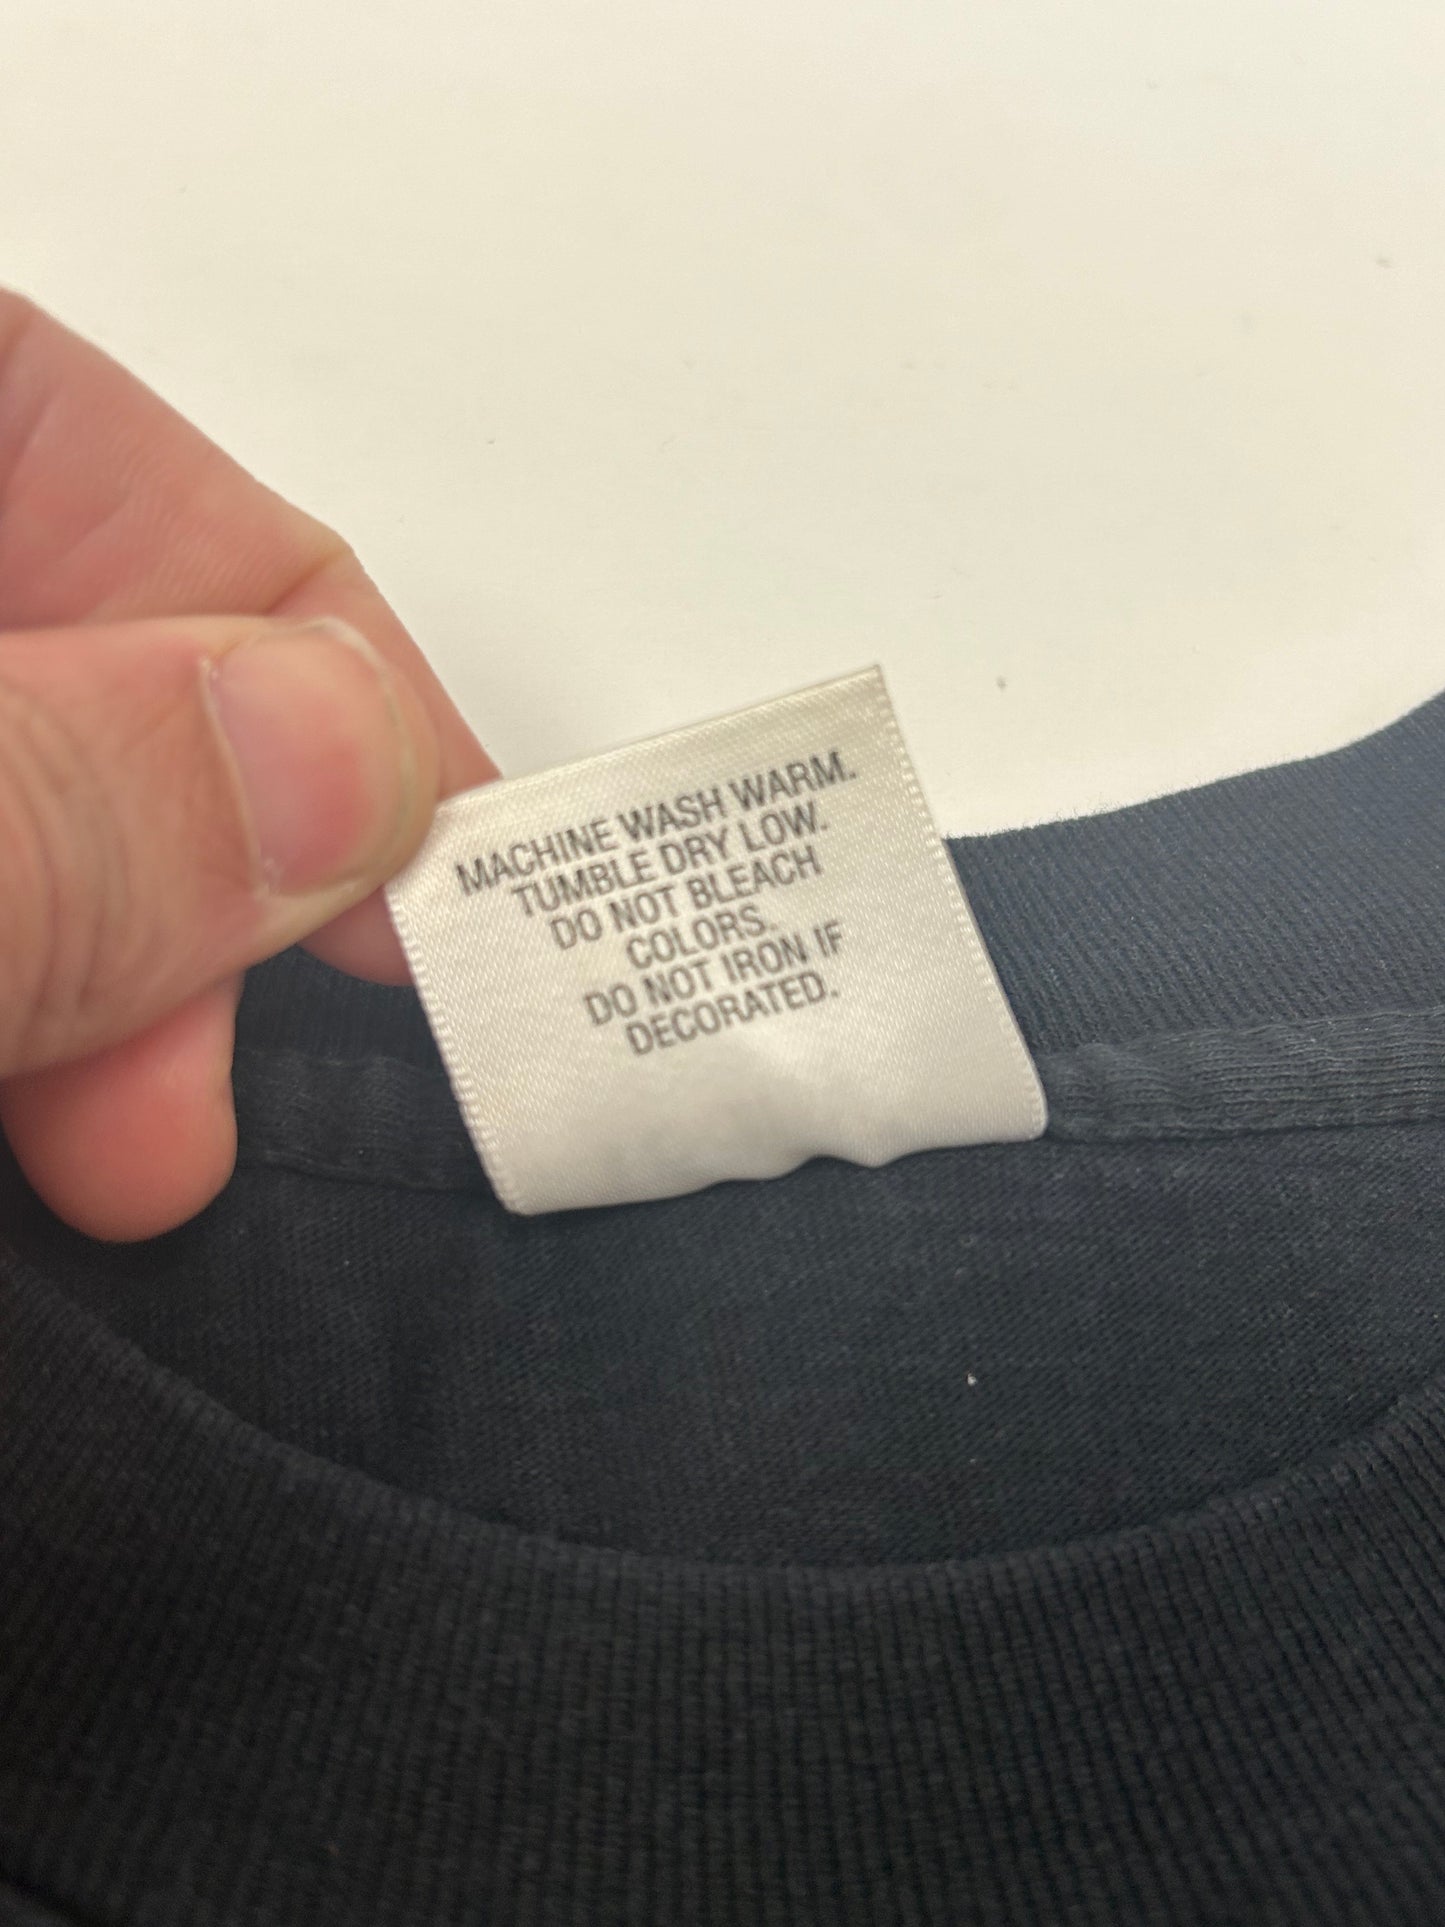 MACHINE WASH WARM.
TUMBLE DRY LOW.
DO NOT BLEACH
COLORS.
DO NOT IRON IF
DECORATED.